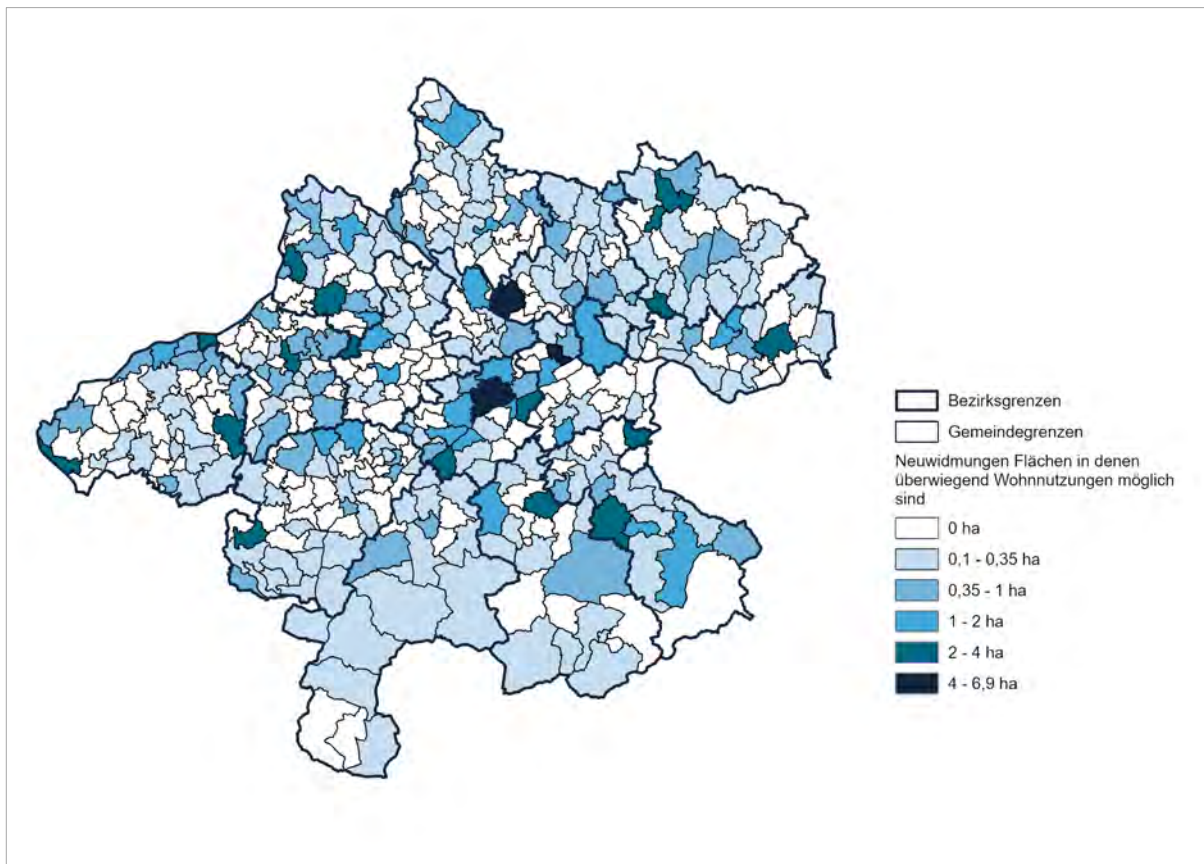 Bezirksgrenzen
Gemeindegrenzen
Neuwidmungen Flächen in denen
überwiegend Wohnnutzungen möglich
sind
0 ha
0,1 - 0,35 ha
0,35 - 1 ha
1 - 2 ha
2 - 4 ha
4 - 6,9 ha